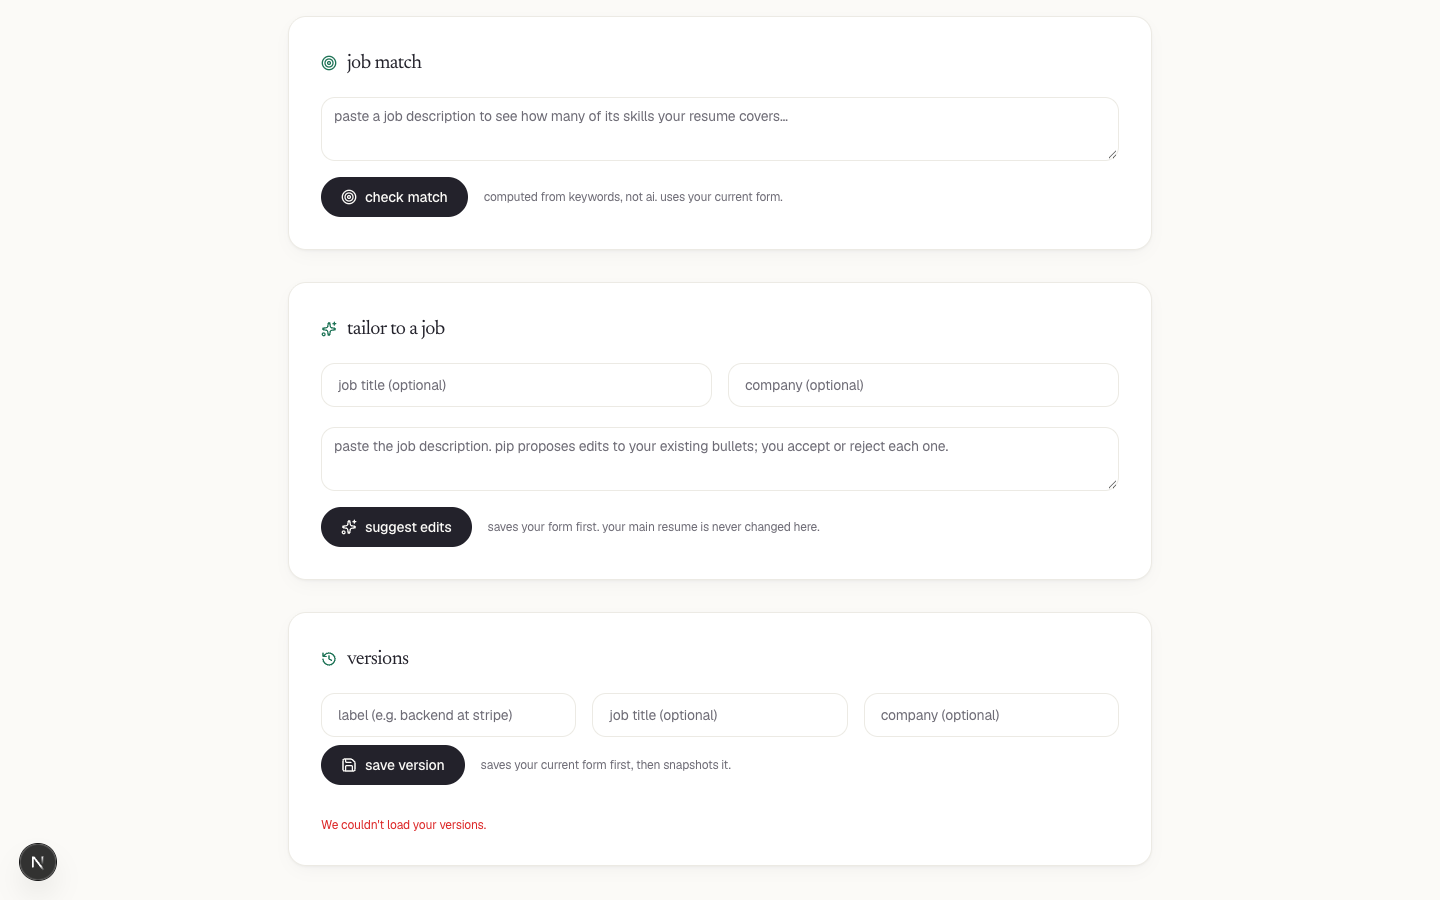 job match
paste a job description to see how many of its skills your resume covers...
check match
computed from keywords, not ai. uses your current form.
tailor to a job
job title (optional)
company (optional)
paste the job description. pip proposes edits to your existing bullets; you accept or reject each one.
suggest edits
saves your form first. your main resume is never changed here.
versions
label (e.g. backend at stripe)
job title (optional)
company (optional)
save version
saves your current form first, then snapshots it.
We couldn't load your versions.
N